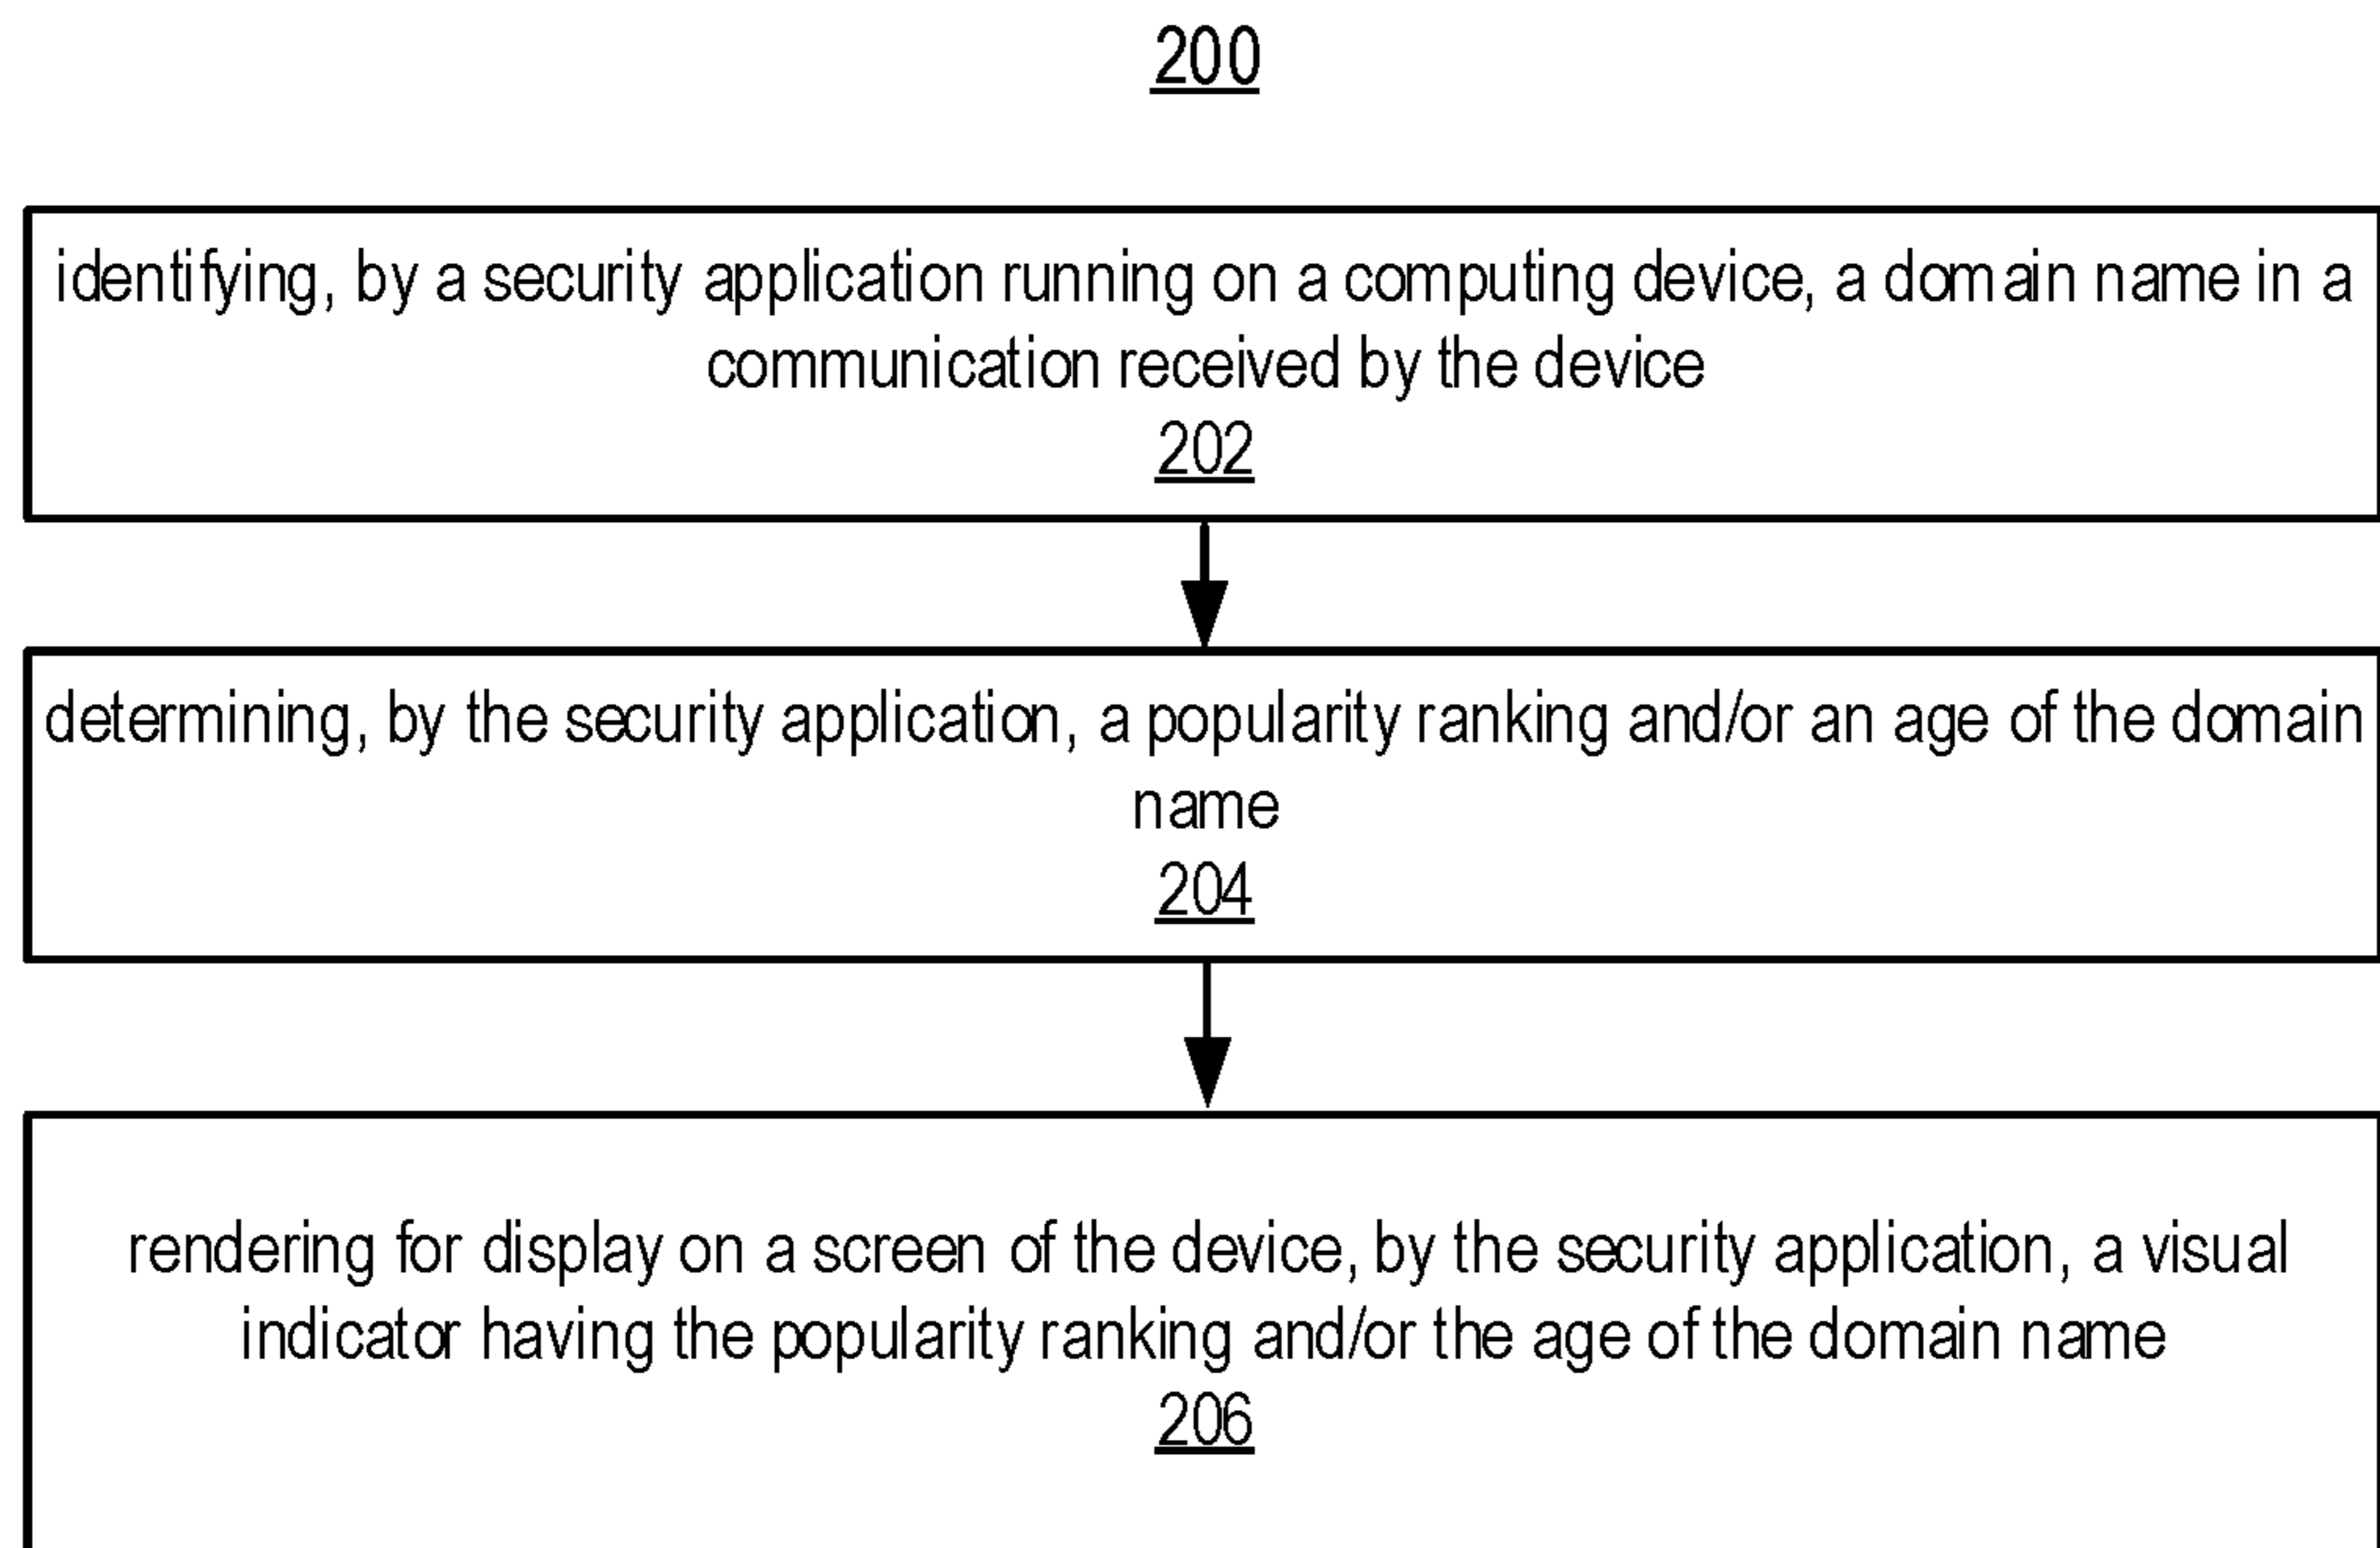 200
identifying, by a security application running on a computing device, a domain name in a
communication received by the device
202
determining, by the security application, a popularity ranking and/or an age of the domain
name
204
rendering for display on a screen of the device, by the security application, a visual
indicator having the popularity ranking and/or the age of the domain name
206